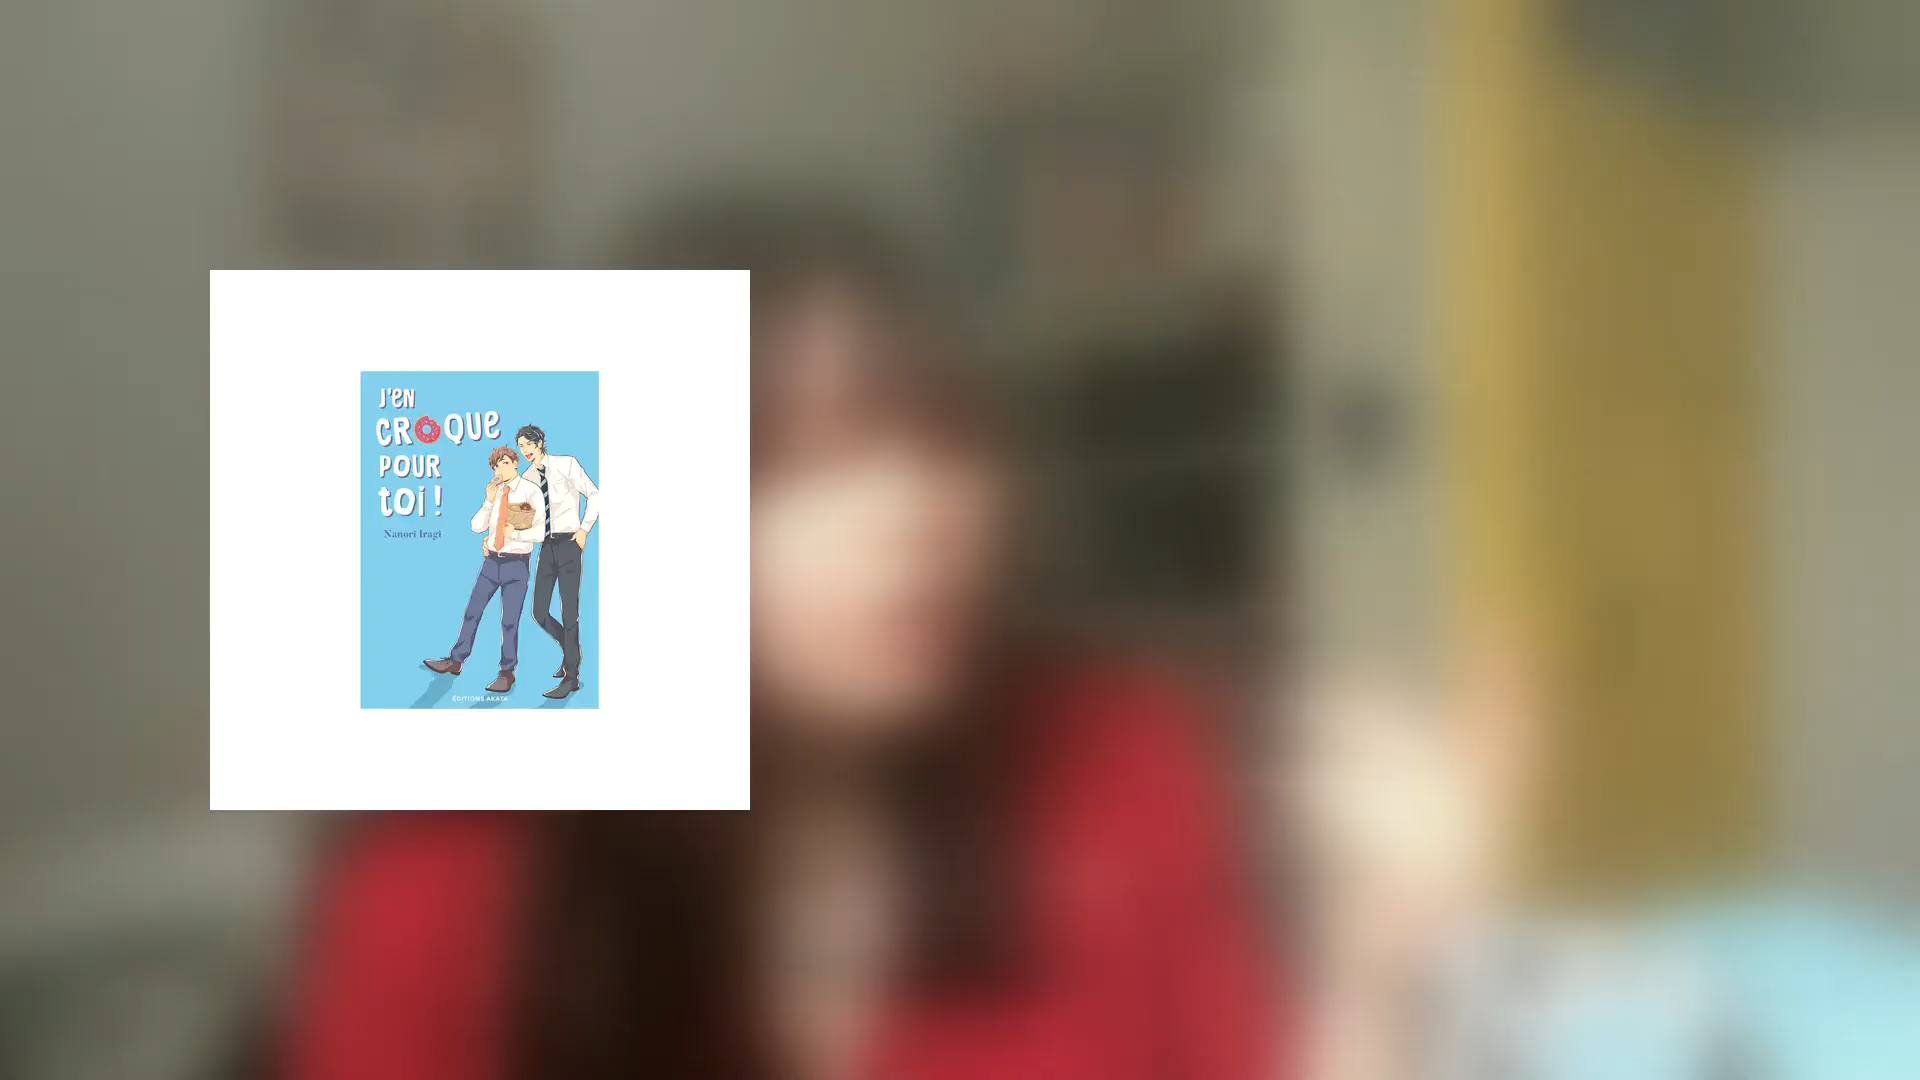 J'EN
CROQUE
POUR
toi !
Nanori Iragi
ÉDITIONS AKATA